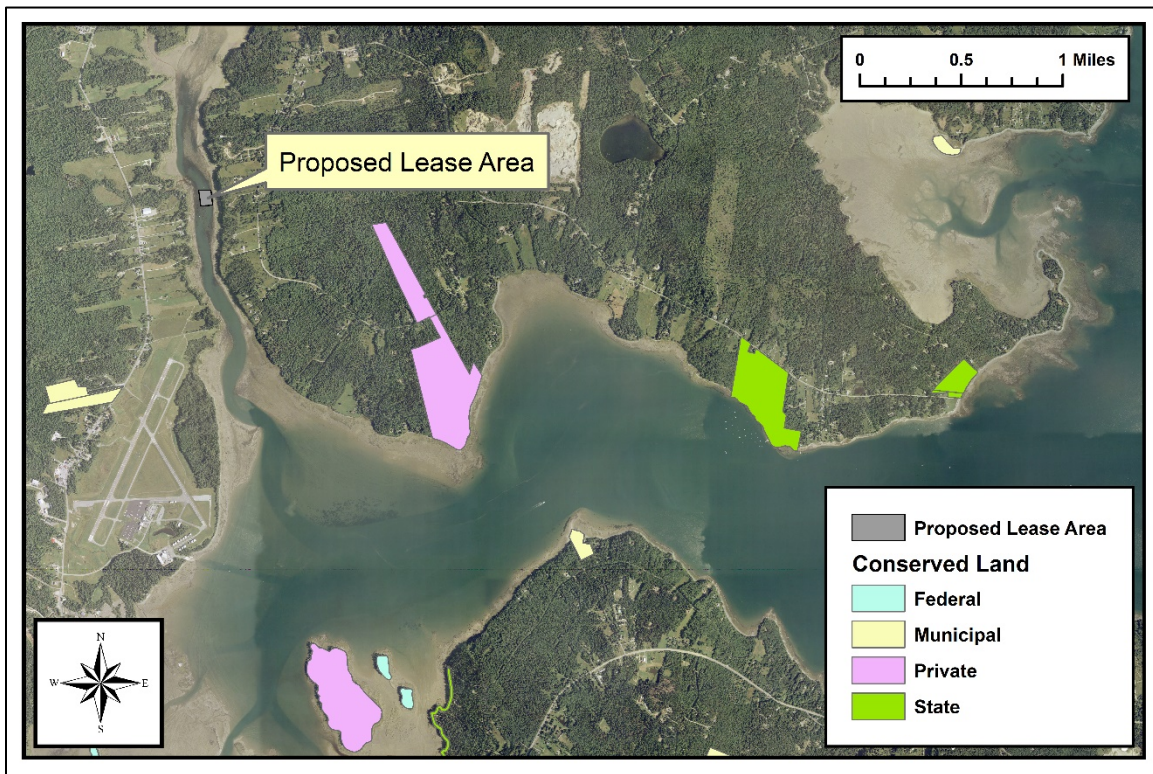 0 0.5 1 Miles
Proposed Lease Area
Proposed Lease Area
Conserved Land
Federal
Municipal
Private
State
N
W E
S